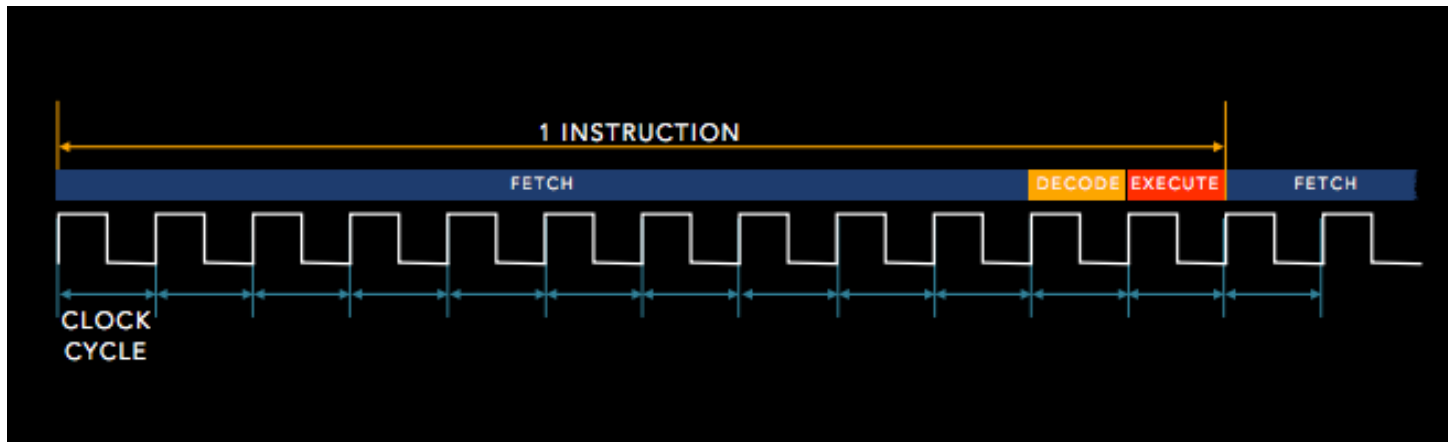 1 INSTRUCTION
FETCH DECODE EXECUTE FETCH
CLOCK
CYCLE